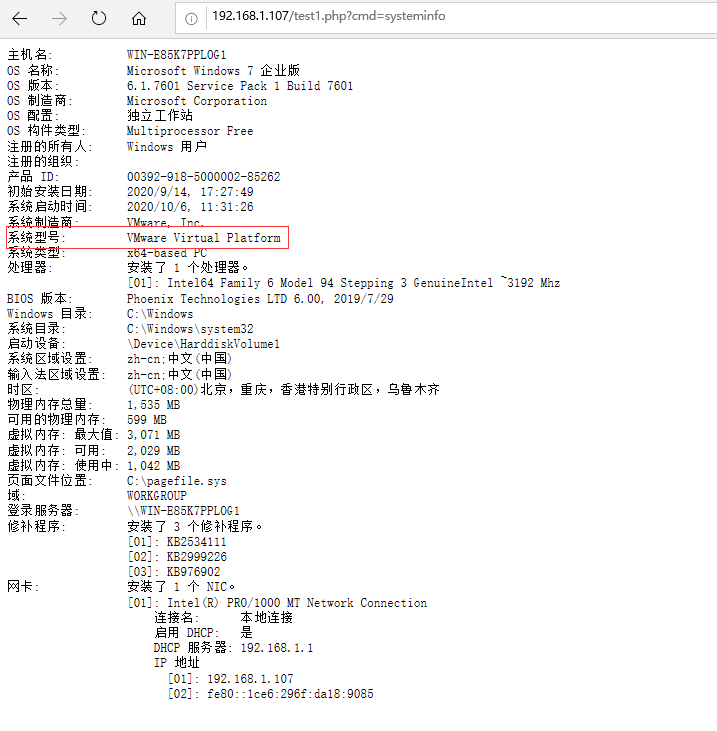 192.168.1.107/test1.php?cmd=systeminfo
主机名: WIN-E85K7PPLOG1
OS 名称: Microsoft Windows 7 企业版
OS 版本: 6.1.7601 Service Pack 1 Build 7601
OS 制造商: Microsoft Corporation
OS 配置: 独立工作站
OS 构件类型: Multiprocessor Free
注册的所有人: Windows 用户
注册的组织:
产品 ID: 00392-918-5000002-85262
初始安装日期: 2020/9/14, 17:27:49
系统启动时间: 2020/10/6, 11:31:26
系统制造商: VMware, Inc.
系统型号: VMware Virtual Platform
系统类型: x64-based PC
处理器: 安装了 1 个处理器。
[01]: Intel64 Family 6 Model 94 Stepping 3 GenuineIntel ~3192 Mhz
BIOS 版本: Phoenix Technologies LTD 6.00, 2019/7/29
Windows 目录: C:\Windows
系统目录: C:\Windows\system32
启动设备: \Device\HarddiskVolume1
系统区域设置: zh-cn;中文(中国)
输入法区域设置: zh-cn;中文(中国)
时区: (UTC+08:00)北京，重庆，香港特别行政区，乌鲁木齐
物理内存总量: 1,535 MB
可用的物理内存: 599 MB
虚拟内存: 最大值: 3,071 MB
虚拟内存: 可用: 2,029 MB
虚拟内存: 使用中: 1,042 MB
页面文件位置: C:\pagefile.sys
域: WORKGROUP
登录服务器: \\WIN-E85K7PPLOG1
修补程序: 安装了 3 个修补程序。
[01]: KB2534111
[02]: KB2999226
[03]: KB976902
网卡: 安装了 1 个 NIC。
[01]: Intel(R) PRO/1000 MT Network Connection
连接名: 本地连接
启用 DHCP: 是
DHCP 服务器: 192.168.1.1
IP 地址
[01]: 192.168.1.107
[02]: fe80::1ce6:296f:da18:9085